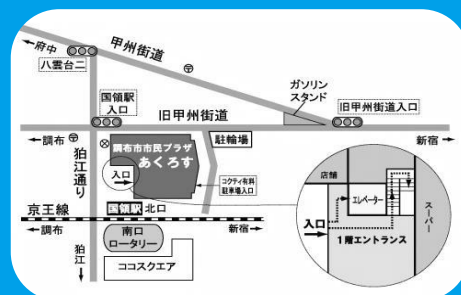 ←府中
甲州街道
八雲台二
国領駅
入口
ガソリン
スタンド
旧甲州街道
旧甲州街道入口
←調布
新宿→
狛江通り
調布市市民プラザ
あくろす
駐輪場
入口
コクティ有料
駐車場入口
京王線
国領駅
北口
←調布
新宿→
南口
ロータリー
狛江
ココスクエア
店舗
エレベーター
スーパー
入口
1階エントランス